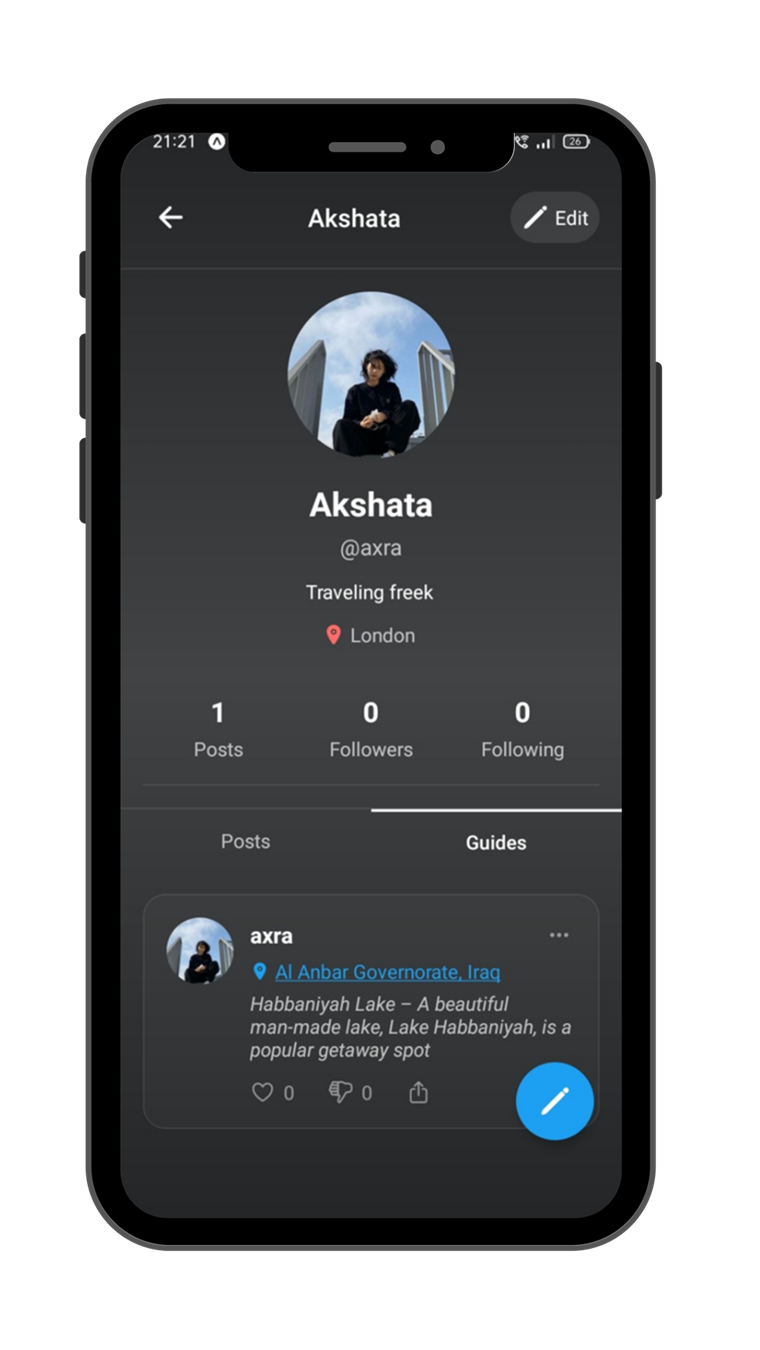 21:21
26
Akshata
Edit
Akshata
@axra
Traveling freek
London
1 0 0
Posts Followers Following
Posts Guides
axra
Al Anbar Governorate, Iraq
Habbaniyah Lake – A beautiful
man-made lake, Lake Habbaniyah, is a
popular getaway spot
0 0